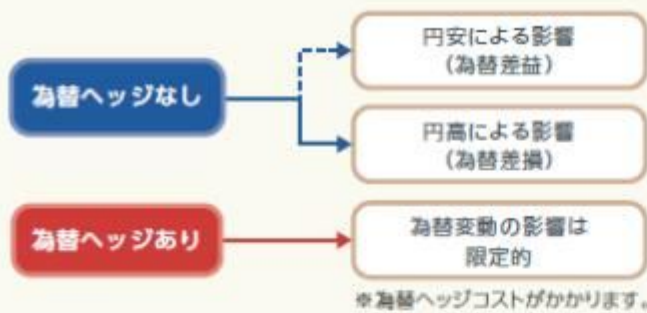 為替ヘッジなし
円安による影響
（為替差益）
円高による影響
（為替差損）
為替ヘッジあり
為替変動の影響は
限定的
※為替ヘッジコストがかかります。